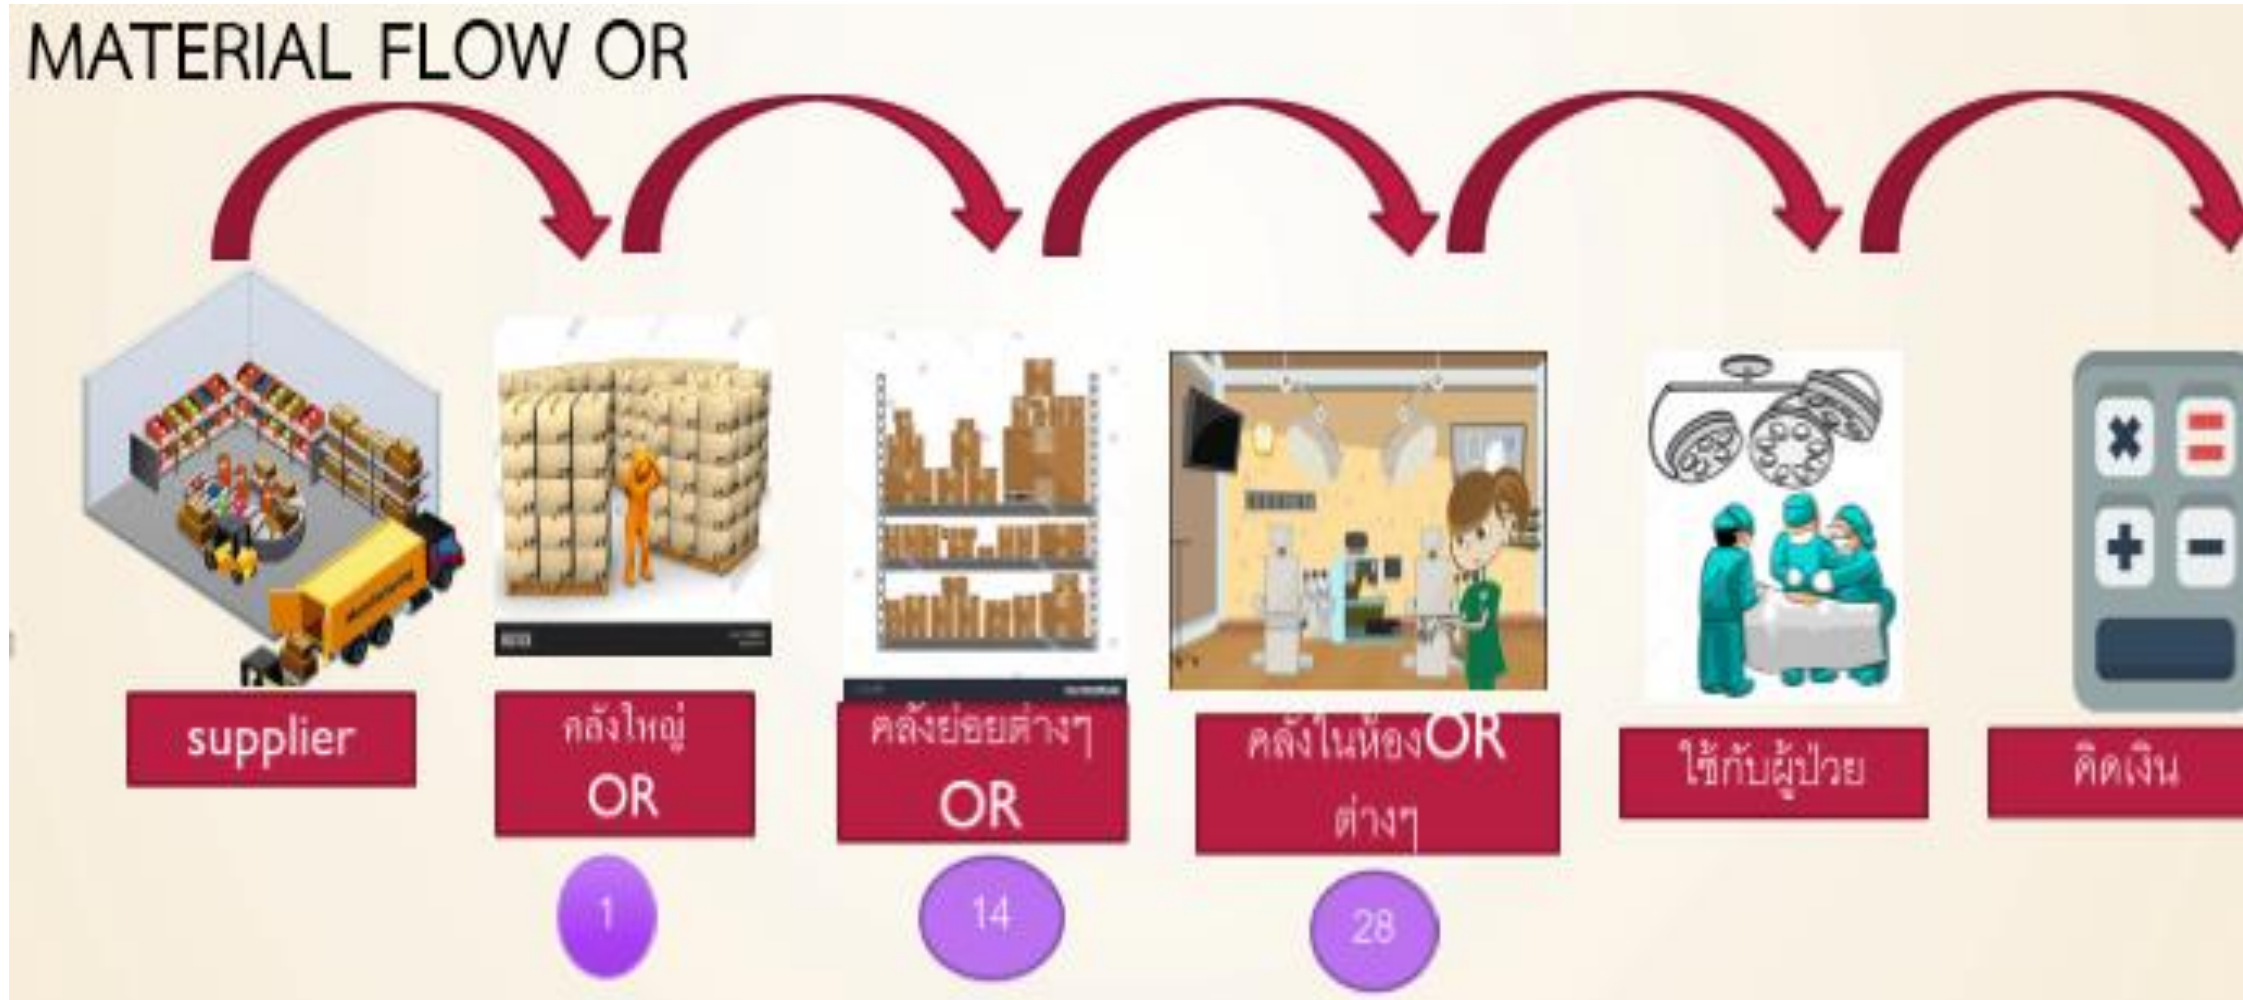 MATERIAL FLOW OR
supplier
คลังใหญ่
OR
1
คลังย่อยต่างๆ
OR
14
คลังในห้องOR
ต่างๆ
28
ใช้กับผู้ป่วย
คิดเงิน